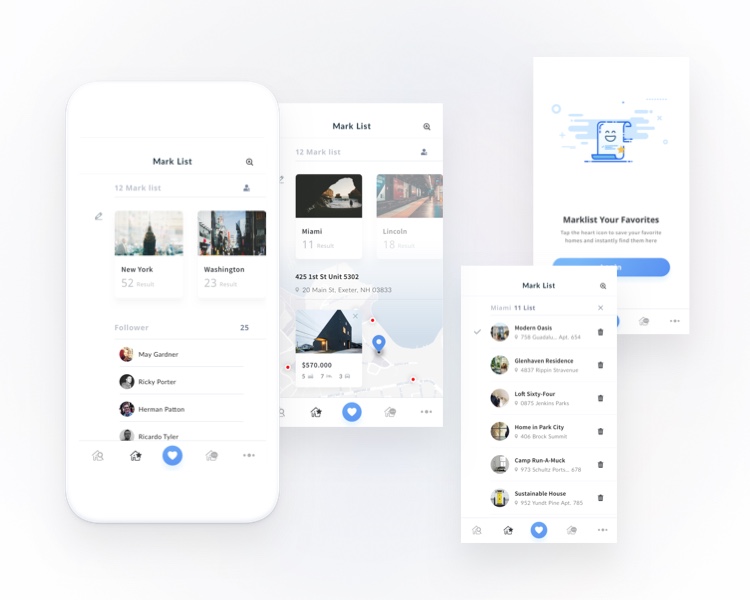 Mark List
12 Mark list
New York
52 Result
Washington
23 Result
Follower 25
May Gardner
Ricky Porter
Herman Patton
Ricardo Tyler
Mark List
12 Mark list
Miami
11 Result
Lincoln
18 Result
425 1st St Unit 5302
20 Main St. Exeter, NH 03833
$570.000
5 7 3
Marklist Your Favorites
Tap the heart icon to save your favorite
homes and instantly find them here
Mark List
Miami 11 List
Modern Oasis
758 Guadalu... Apt. 654
Glenhaven Residence
4837 Rippin Stravenue
Loft Sixty-Four
0875 Jenkins Parks
Home in Park City
406 Brock Summit
Camp Run-A-Muck
973 Schultz Ports... 678
Sustainable House
952 Yundt Pine Apt. 785